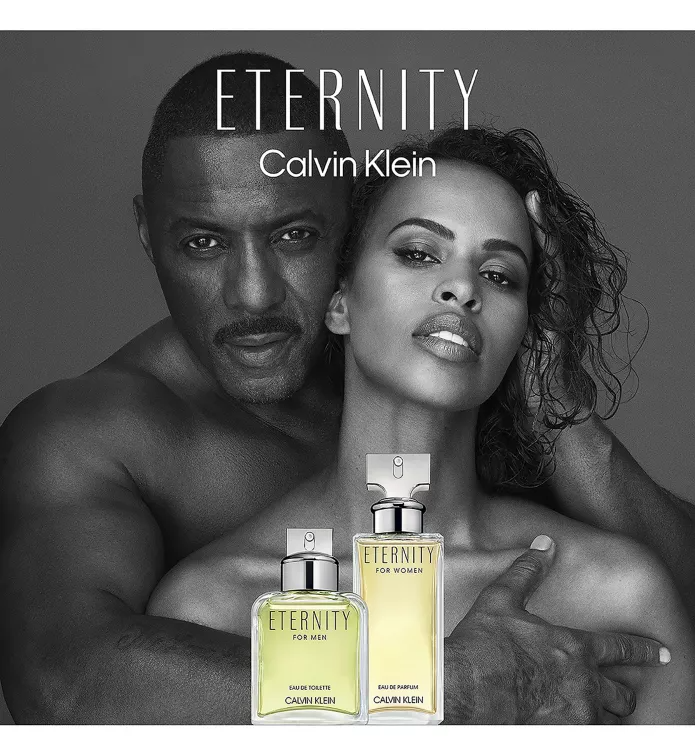 ETERNITY
Calvin Klein
ETERNITY
FOR WOMEN
ETERNITY
FOR MEN
EAU DE TOILETTE
CALVIN KLEIN
EAU DE PARFUM
CALVIN KLEIN